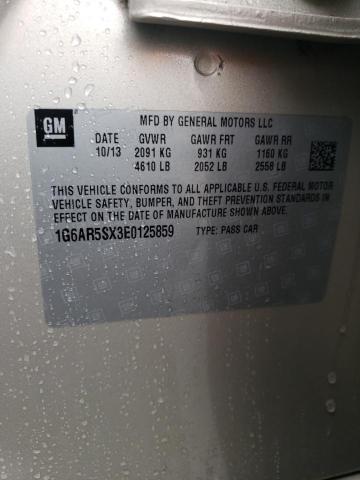 GM
MFD BY GENERAL MOTORS LLC
DATE GVWR GAWR FRT GAWR RR
10/13 2091 KG 931 KG 1160 KG
4610 LB 2052 LB 2558 LB
THIS VEHICLE CONFORMS TO ALL APPLICABLE U.S. FEDERAL MOTOR
VEHICLE SAFETY, BUMPER, AND THEFT PREVENTION STANDARDS
IN EFFECT ON THE DATE OF MANUFACTURE SHOWN ABOVE.
1G6AR5SX3E0125859 TYPE: PASS CAR